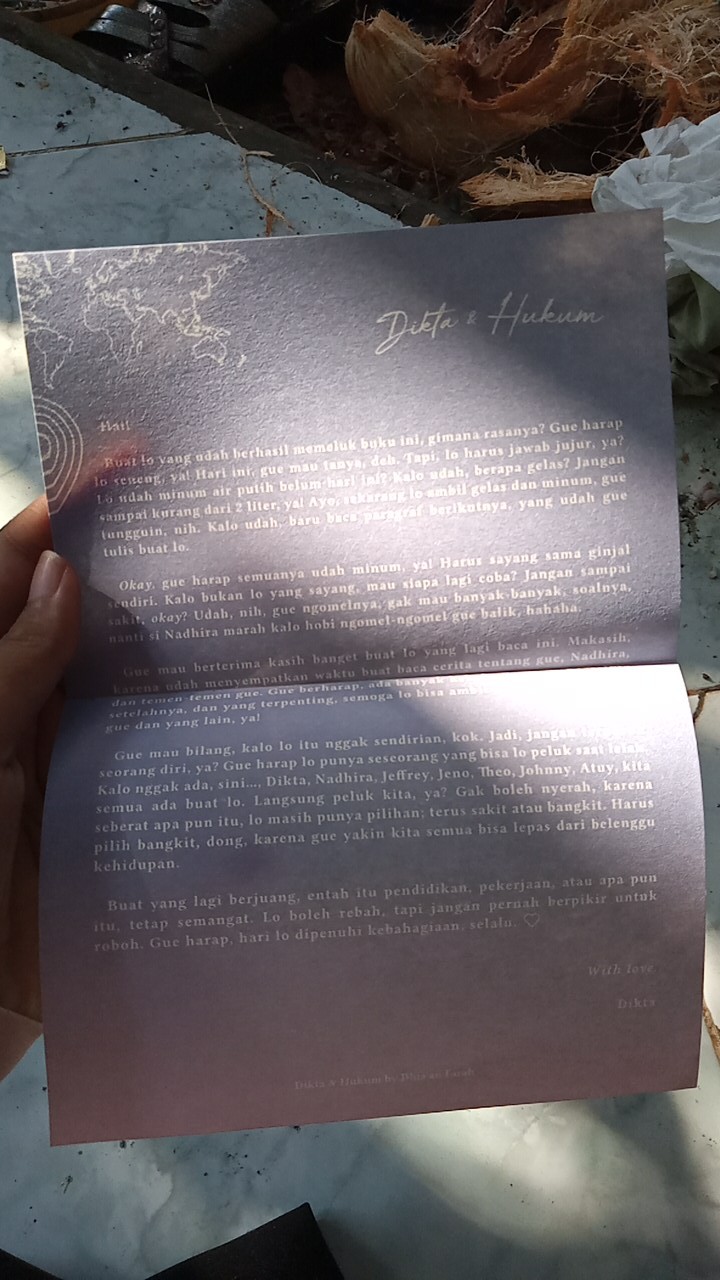 Dikta & Hukum
Hai!
Buat lo yang udah berhasil memeluk buku ini, gimana rasanya? Gue harap
lo seneng, ya! Hari ini, gue mau tanya, deh. Tapi, lo harus jawab jujur, ya?
Lo udah minum air putih belum hari ini? Kalo udah, berapa gelas? Jangan
sampai kurang dari 2 liter, ya! Ayo, sekarang lo ambil gelas dan minum, gue
tungguin, nih. Kalo udah, baru baca paragraf berikutnya, yang udah gue
tulis buat lo.
Okay, gue harap semuanya udah minum, ya! Harus sayang sama ginjal
sendiri. Kalo bukan lo yang sayang, mau siapa lagi coba? Jangan sampai
sakit, okay? Udah, nih, gue ngomelnya, gak mau banyak-banyak, soalnya,
nanti si Nadhira marah kalo hobi ngomel-ngomel gue balik, hahaha.
Gue mau berterima kasih banget buat lo yang lagi baca ini. Makasih,
karena udah menyempatkan waktu buat baca cerita tentang gue, Nadhira,
dan temen-temen gue. Gue berharap, ada banyak
setelahnya, dan yang terpenting, semoga lo bisa
gue dan yang lain, ya!
Gue mau bilang, kalo lo itu nggak sendirian, kok. Jadi, jangan
seorang diri, ya? Gue harap lo punya seseorang yang bisa lo peluk saat lelah.
Kalo nggak ada, sini..., Dikta, Nadhira, Jeffrey, Jeno, Theo, Johnny, Atuy, kita
semua ada buat lo. Langsung peluk kita, ya? Gak boleh nyerah, karena
seberat apa pun itu, lo masih punya pilihan; terus sakit atau bangkit. Harus
pilih bangkit, dong, karena gue yakin kita semua bisa lepas dari belenggu
kehidupan.
Buat yang lagi berjuang, entah itu pendidikan, pekerjaan, atau apa pun
itu, tetap semangat. Lo boleh rebah, tapi jangan pernah berpikir untuk
roboh. Gue harap, hari lo dipenuhi kebahagiaan, selalu. ♡
With love
Dikta
Dikta & Hukum by Dhia'an Farah